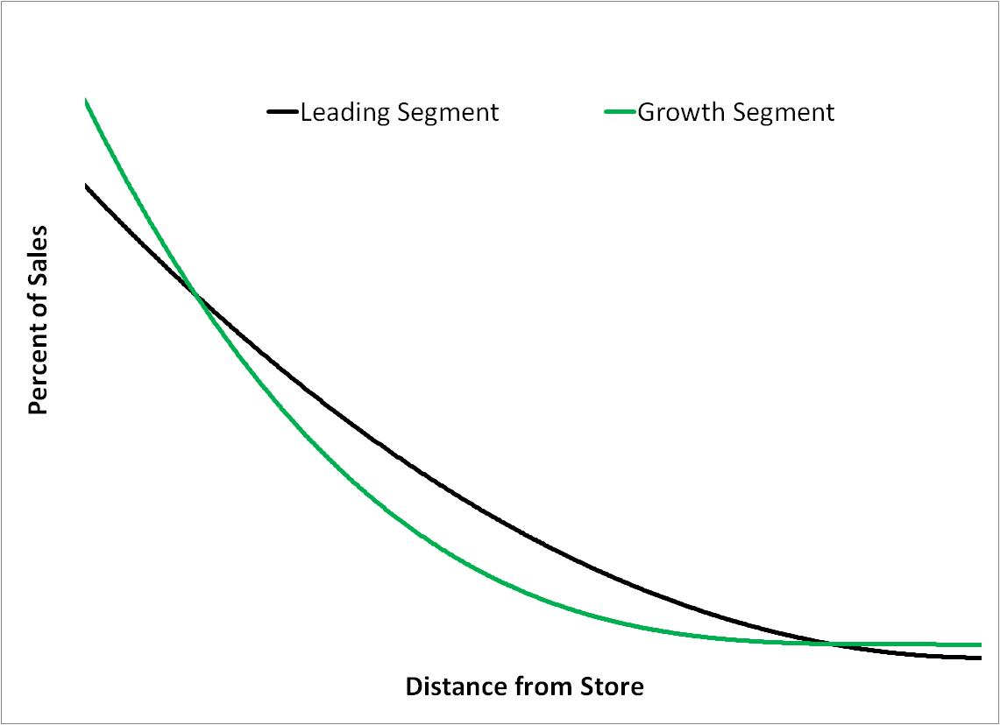 Leading Segment
Growth Segment
Percent of Sales
Distance from Store